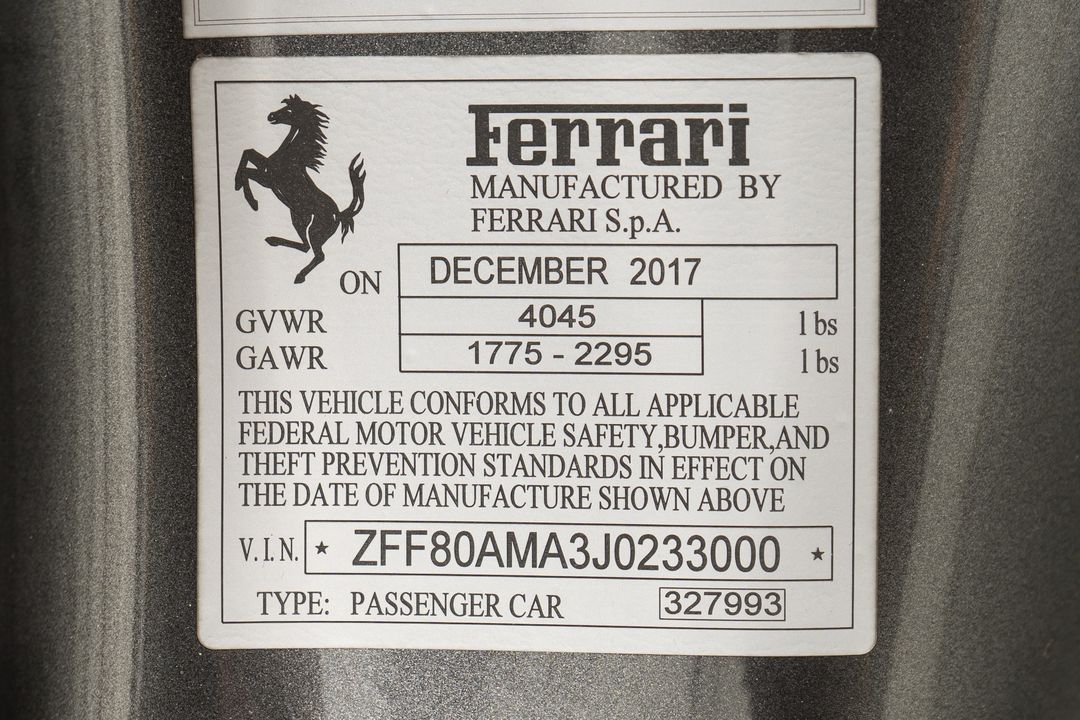 Ferrari
MANUFACTURED BY
FERRARI S.p.A.
ON DECEMBER 2017
GVWR 4045 lbs
GAWR 1775 - 2295 lbs
THIS VEHICLE CONFORMS TO ALL APPLICABLE
FEDERAL MOTOR VEHICLE SAFETY,BUMPER,AND
THEFT PREVENTION STANDARDS IN EFFECT ON
THE DATE OF MANUFACTURE SHOWN ABOVE
V.I.N. ★ ZFF80AMA3J0233000 ★
TYPE: PASSENGER CAR 327993